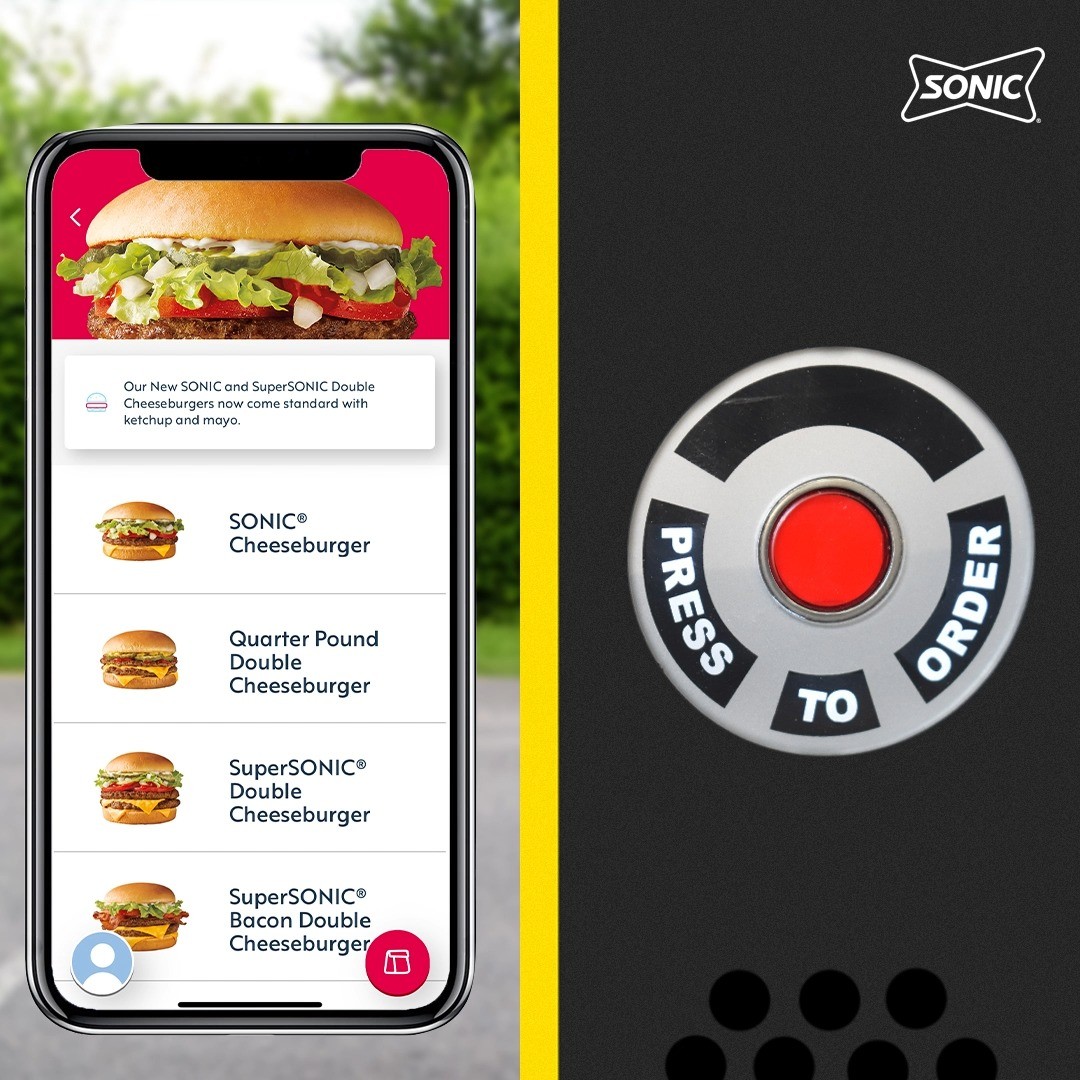 Our New SONIC and SuperSONIC Double
Cheeseburgers now come standard with
ketchup and mayo.
SONIC®
Cheeseburger
Quarter Pound
Double
Cheeseburger
SuperSONIC®
Double
Cheeseburger
SuperSONIC®
Bacon Double
Cheeseburger
SONIC®
PRESS
TO
ORDER